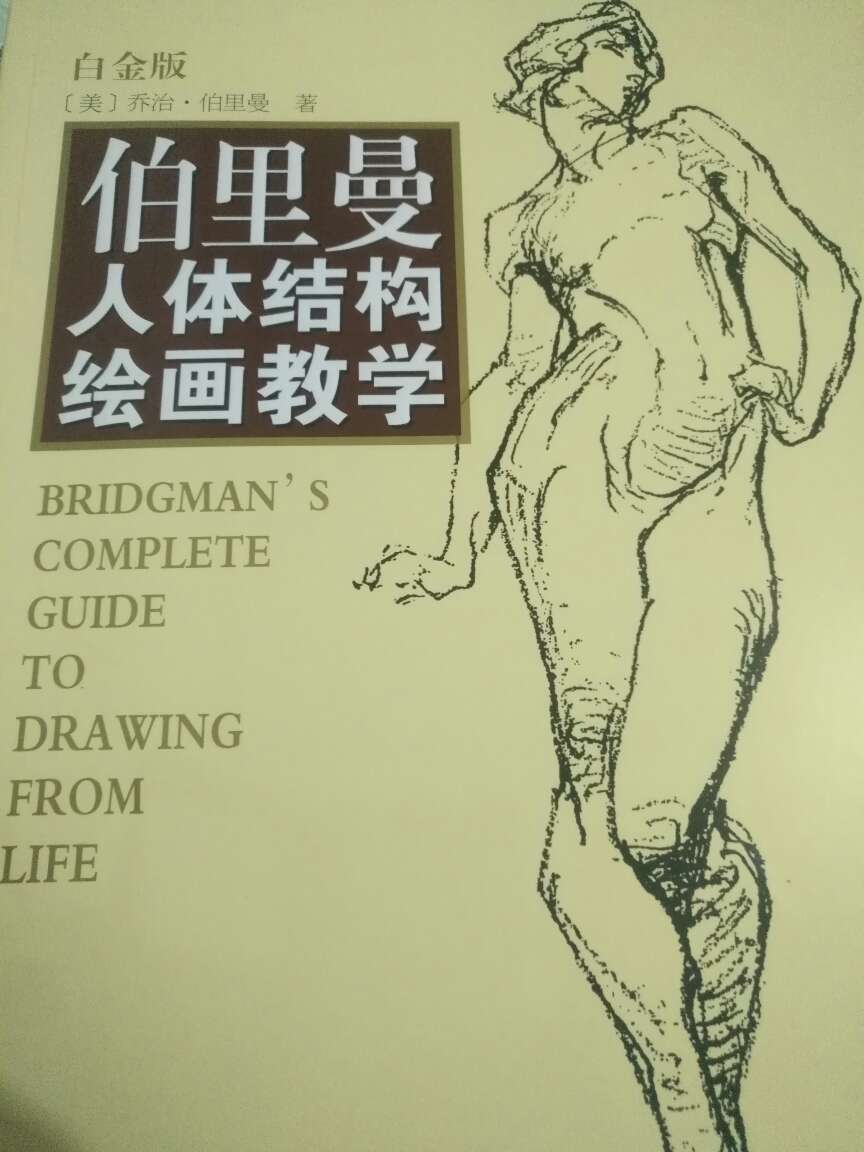 白金版
〔美〕乔治·伯里曼 著
伯里曼
人体结构
绘画教学
BRIDGMAN'S
COMPLETE
GUIDE
TO
DRAWING
FROM
LIFE